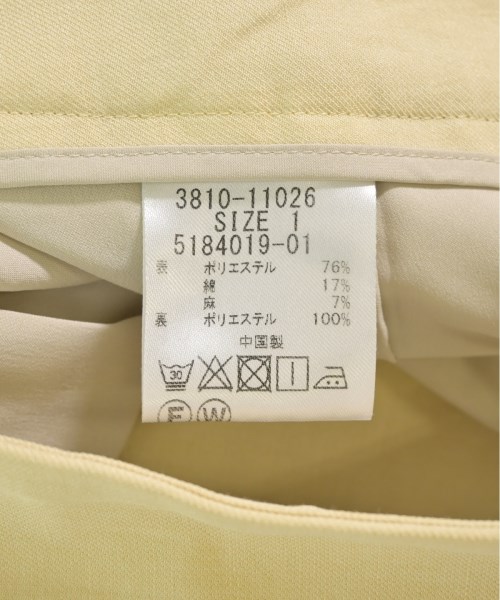 3810-11026
SIZE 1
5184019-01
表 ポリエステル 76%
綿 17%
麻 7%
裏 ポリエステル 100%
中国製
30
F W